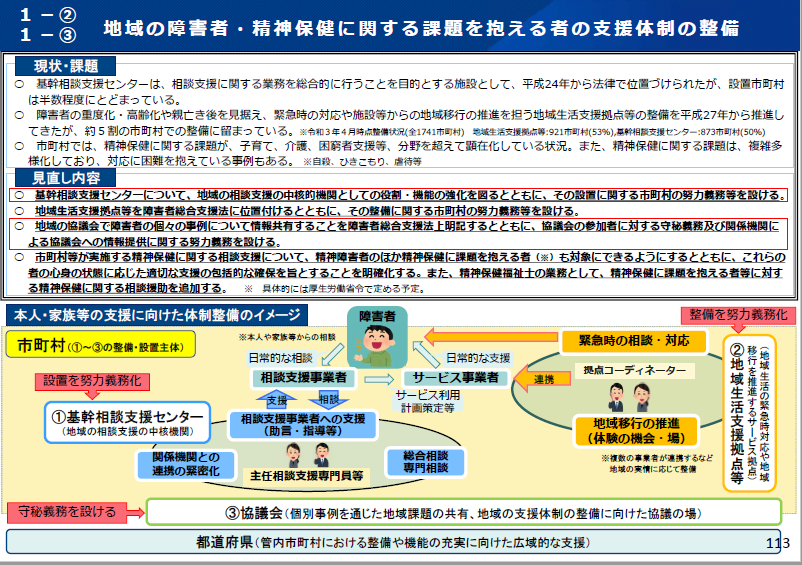 １－②
１－③
地域の障害者・精神保健に関する課題を抱える者の支援体制の整備
現状・課題
○　基幹相談支援センターは、相談支援に関する業務を総合的に行うことを目的とする施設として、平成24年から法律で位置づけられたが、設置市町村
は半数程度にとどまっている。
○　障害者の重度化・高齢化や親亡き後を見据え、緊急時の対応や施設等からの地域移行の推進を担う地域生活支援拠点等の整備を平成27年から推進し
てきたが、約５割の市町村での整備に留まっている。※令和３年４月時点整備状況(全1741市町村)　地域生活支援拠点等:921市町村(53%),基幹相談支援センター:873市町村(50%)
○　市町村では、精神保健に関する課題が、子育て、介護、困窮者支援等、分野を超えて顕在化している状況。また、精神保健に関する課題は、複雑多
様化しており、対応に困難を抱えている事例もある。　※自殺、ひきこもり、虐待等
見直し内容
○　基幹相談支援センターについて、地域の相談支援の中核的機関としての役割・機能の強化を図るとともに、その設置に関する市町村の努力義務等を設ける。
○　地域生活支援拠点等を障害者総合支援法に位置付けるとともに、その整備に関する市町村の努力義務等を設ける。
○　地域の協議会で障害者の個々の事例について情報共有することを障害者総合支援法上明記するとともに、協議会の参加者に対する守秘義務及び関係機関に
よる協議会への情報提供に関する努力義務を設ける。
○　市町村等が実施する精神保健に関する相談支援について、精神障害者のほか精神保健に課題を抱える者（※）も対象にできるようにするとともに、これらの
者の心身の状態に応じた適切な支援の包括的な確保を旨とすることを明確化する。また、精神保健福祉士の業務として、精神保健に課題を抱える者等に対す
る精神保健に関する相談援助を追加する。　※　具体的には厚生労働省令で定める予定。
本人・家族等の支援に向けた体制整備のイメージ
障害者
整備を努力義務化
市町村（①～③の整備・設置主体）
※本人や家族等からの相談
緊急時の相談・対応
日常的な相談
日常的な支援
相談支援事業者
サービス事業者
連携
拠点コーディネーター
設置を努力義務化
支援
相談
サービス利用
計画策定等
①基幹相談支援センター
（地域の相談支援の中核機関）
相談支援事業者への支援
（助言・指導等）
地域移行の推進
（体験の機会・場）
②地域生活支援拠点等
（地域生活の緊急時対応や地域
移行を推進するサービス拠点）
関係機関との
連携の緊密化
総合相談
専門相談
主任相談支援専門員等
※複数の事業者が連携するなど
地域の実情に応じて整備
守秘義務を設ける
③協議会（個別事例を通じた地域課題の共有、地域の支援体制の整備に向けた協議の場）
都道府県（管内市町村における整備や機能の充実に向けた広域的な支援）
113